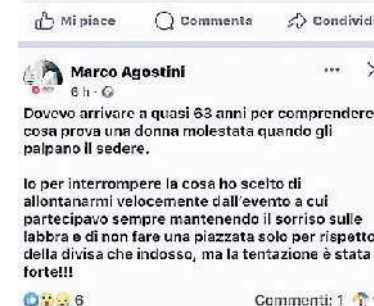 Mi piace Commenta Condivid
Marco Agostini
6 h
Dovevo arrivare a quasi 63 anni per comprendere
cosa prova una donna molestata quando gli
palpano il sedere.
Io per interrompere la cosa ho scelto di
allontanarmi velocemente dall'evento a cui
partecipavo sempre mantenendo il sorriso sulle
labbra e di non fare una piazzata solo per rispetto
della divisa che indosso, ma la tentazione è stata
forte!!!
6 Commenti: 1